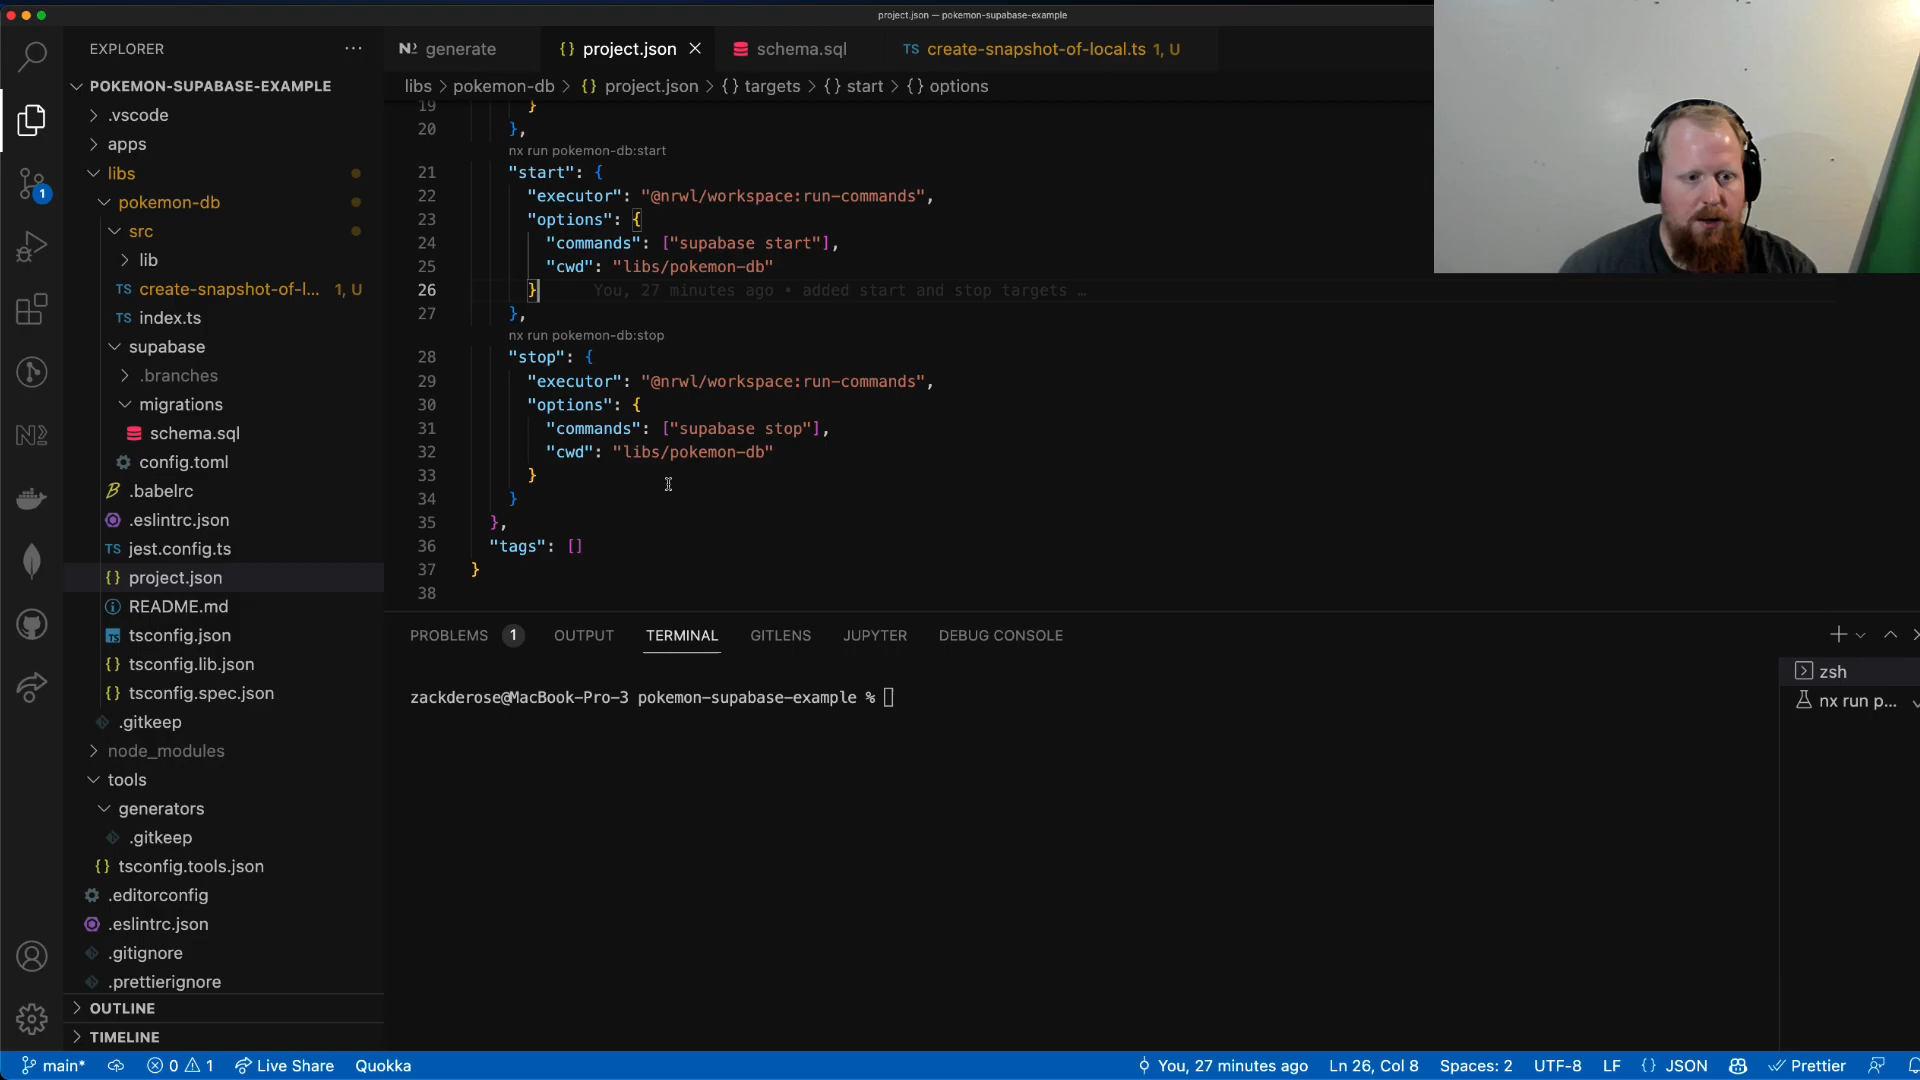 project.json — pokemon-supabase-example
EXPLORER
POKEMON-SUPABASE-EXAMPLE
.vscode
apps
libs
pokemon-db
src
lib
TS create-snapshot-of-l... 1, U
TS index.ts
supabase
.branches
migrations
schema.sql
config.toml
.babelrc
.eslintrc.json
TS jest.config.ts
{} project.json
README.md
TS tsconfig.json
{} tsconfig.lib.json
{} tsconfig.spec.json
.gitkeep
node_modules
tools
generators
.gitkeep
{} tsconfig.tools.json
.editorconfig
.eslintrc.json
.gitignore
.prettierignore
OUTLINE
TIMELINE
1
generate
{} project.json
schema.sql
TS create-snapshot-of-local.ts 1, U
libs > pokemon-db > {} project.json > {} targets > {} start > {} options
19 }
20 },
nx run pokemon-db:start
21 "start": {
22 "executor": "@nrwl/workspace:run-commands",
23 "options": {
24 "commands": ["supabase start"],
25 "cwd": "libs/pokemon-db"
26 } You, 27 minutes ago • added start and stop targets …
27 },
nx run pokemon-db:stop
28 "stop": {
29 "executor": "@nrwl/workspace:run-commands",
30 "options": {
31 "commands": ["supabase stop"],
32 "cwd": "libs/pokemon-db"
33 }
34 }
35 },
36 "tags": []
37 }
38
PROBLEMS 1 OUTPUT TERMINAL GITLENS JUPYTER DEBUG CONSOLE
zackderose@MacBook-Pro-3 pokemon-supabase-example %
zsh
nx run p...
main* 0 1 Live Share Quokka
You, 27 minutes ago Ln 26, Col 8 Spaces: 2 UTF-8 LF {} JSON Prettier